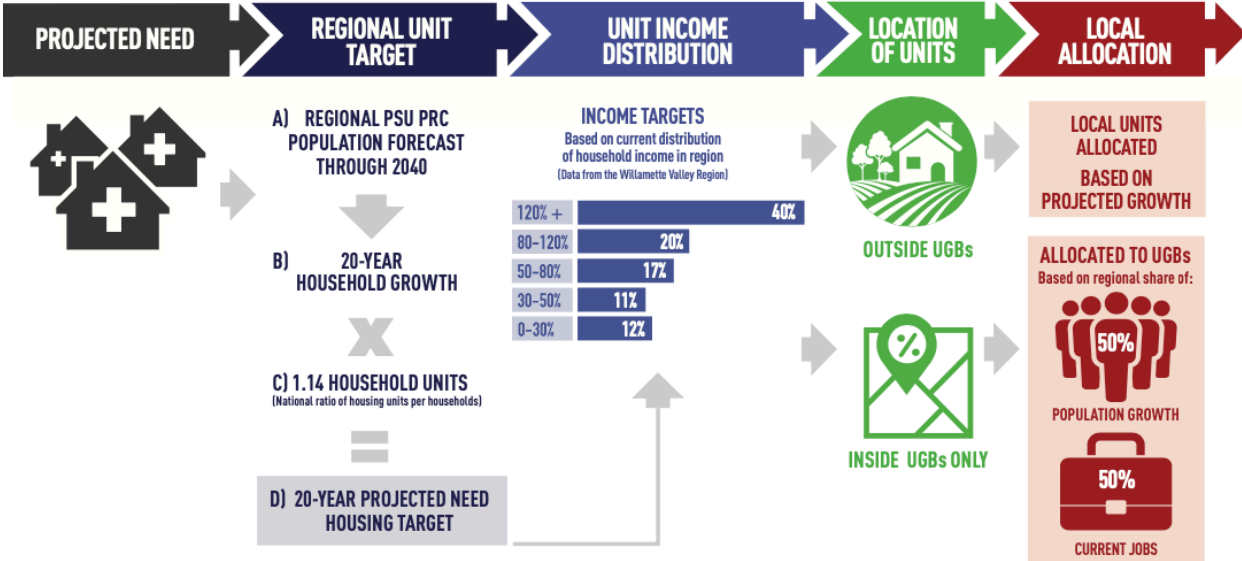 PROJECTED NEED
REGIONAL UNIT
TARGET
UNIT INCOME
DISTRIBUTION
LOCATION
OF UNITS
LOCAL
ALLOCATION
A) REGIONAL PSU PRC
POPULATION FORECAST
THROUGH 2040
B) 20-YEAR
HOUSEHOLD GROWTH
C) 1.14 HOUSEHOLD UNITS
(National ratio of housing units per households)
D) 20-YEAR PROJECTED NEED
HOUSING TARGET
INCOME TARGETS
Based on current distribution
of household income in region
(Data from the Willamette Valley Region)
120% + 40%
80-120% 20%
50-80% 17%
30-50% 11%
0-30% 12%
OUTSIDE UGBs
%
INSIDE UGBs ONLY
LOCAL UNITS
ALLOCATED
BASED ON
PROJECTED GROWTH
ALLOCATED TO UGBs
Based on regional share of:
50%
POPULATION GROWTH
50%
CURRENT JOBS